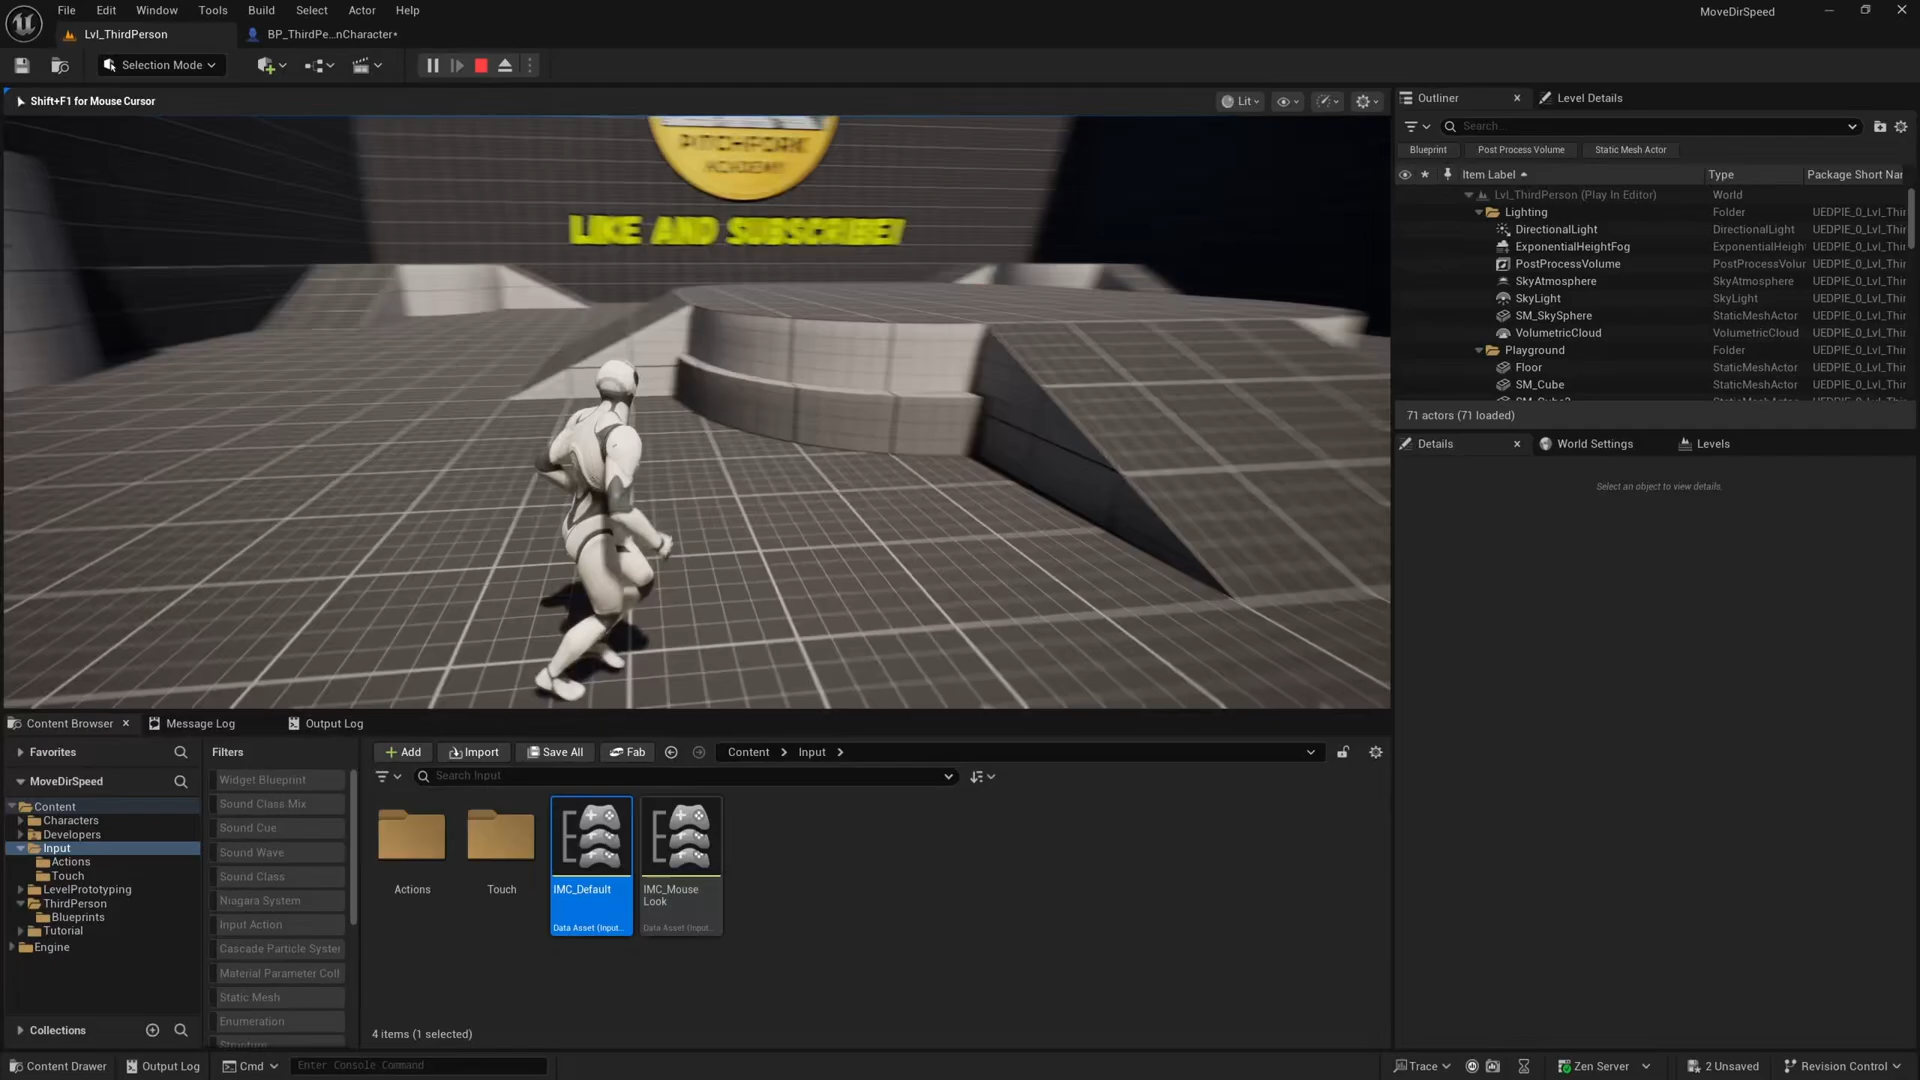 File Edit Window Tools Build Select Actor Help
MoveDirSpeed
Lvl_ThirdPerson
BP_ThirdPe...nCharacter*
Selection Mode
Shift+F1 for Mouse Cursor
Lit
PITCHFORK
ACADEMY
LIKE AND SUBSCRIBE!
Outliner
Level Details
Search...
Blueprint
Post Process Volume
Static Mesh Actor
Item Label
Type
Package Short Nar
Lvl_ThirdPerson (Play In Editor) World
Lighting Folder UEDPIE_0_Lvl_Thir
DirectionalLight DirectionalLight UEDPIE_0_Lvl_Thir
ExponentialHeightFog ExponentialHeigh UEDPIE_0_Lvl_Thir
PostProcessVolume PostProcessVolur UEDPIE_0_Lvl_Thir
SkyAtmosphere SkyAtmosphere UEDPIE_0_Lvl_Thir
SkyLight SkyLight UEDPIE_0_Lvl_Thir
SM_SkySphere StaticMeshActor UEDPIE_0_Lvl_Thir
VolumetricCloud VolumetricCloud UEDPIE_0_Lvl_Thir
Playground Folder UEDPIE_0_Lvl_Thir
Floor StaticMeshActor UEDPIE_0_Lvl_Thir
SM_Cube StaticMeshActor UEDPIE_0_Lvl_Thir
71 actors (71 loaded)
Details
World Settings
Levels
Select an object to view details.
Content Browser
Message Log
Output Log
Favorites
MoveDirSpeed
Content
Characters
Developers
Input
Actions
Touch
LevelPrototyping
ThirdPerson
Blueprints
Tutorial
Engine
Collections
Filters
Widget Blueprint
Sound Class Mix
Sound Cue
Sound Wave
Sound Class
Niagara System
Input Action
Cascade Particle Syster
Material Parameter Coll
Static Mesh
Enumeration
Add
Import
Save All
Fab
Content
Input
Search Input
Actions
Touch
IMC_Default
Data Asset (Input...
IMC_Mouse
Look
Data Asset (Input...
4 items (1 selected)
Content Drawer
Output Log
Cmd
Enter Console Command
Trace
Zen Server
2 Unsaved
Revision Control